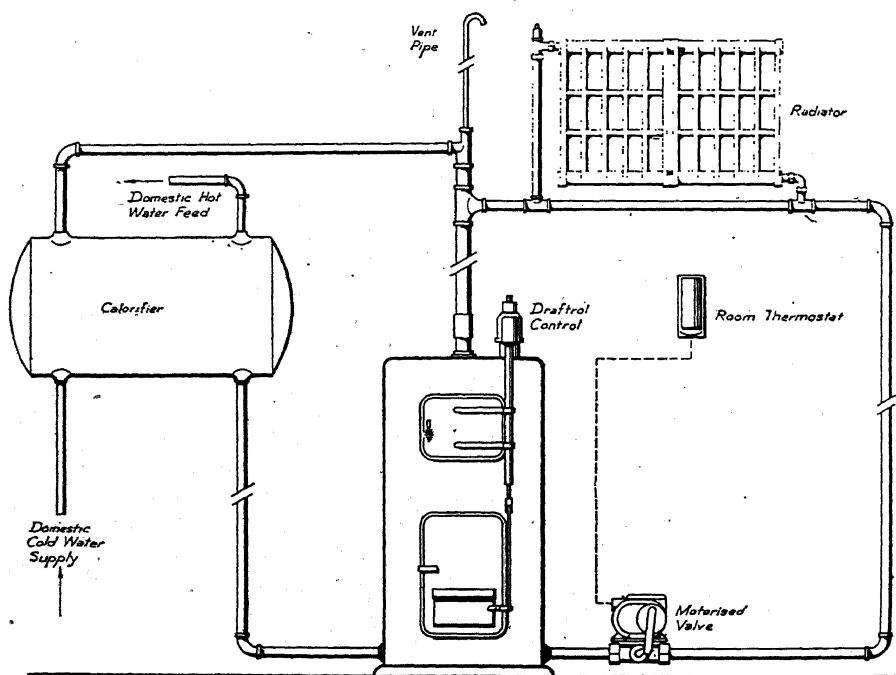 Vent
Pipe
Radiator
Domestic Hot
Water Feed
Calorifier
Draftrol
Control
Room Thermostat
Domestic
Cold Water
Supply
Motorised
Valve